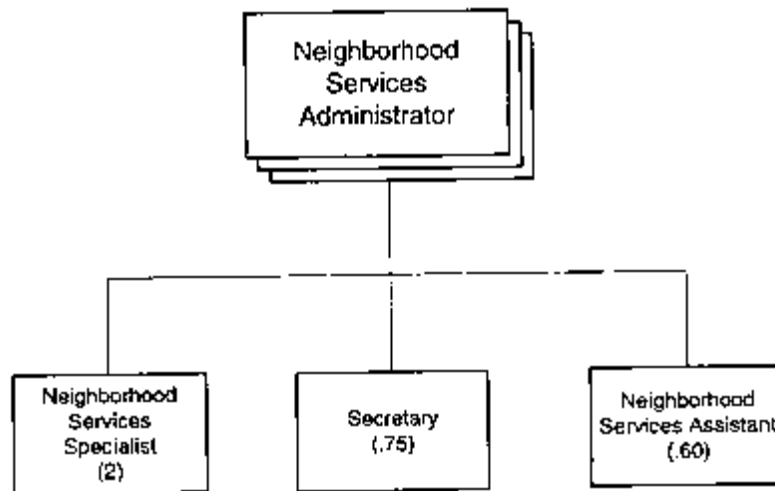 Neighborhood
Services
Administrator
Neighborhood
Services
Specialist
(2)
Secretary
(.75)
Neighborhood
Services Assistant
(.60)